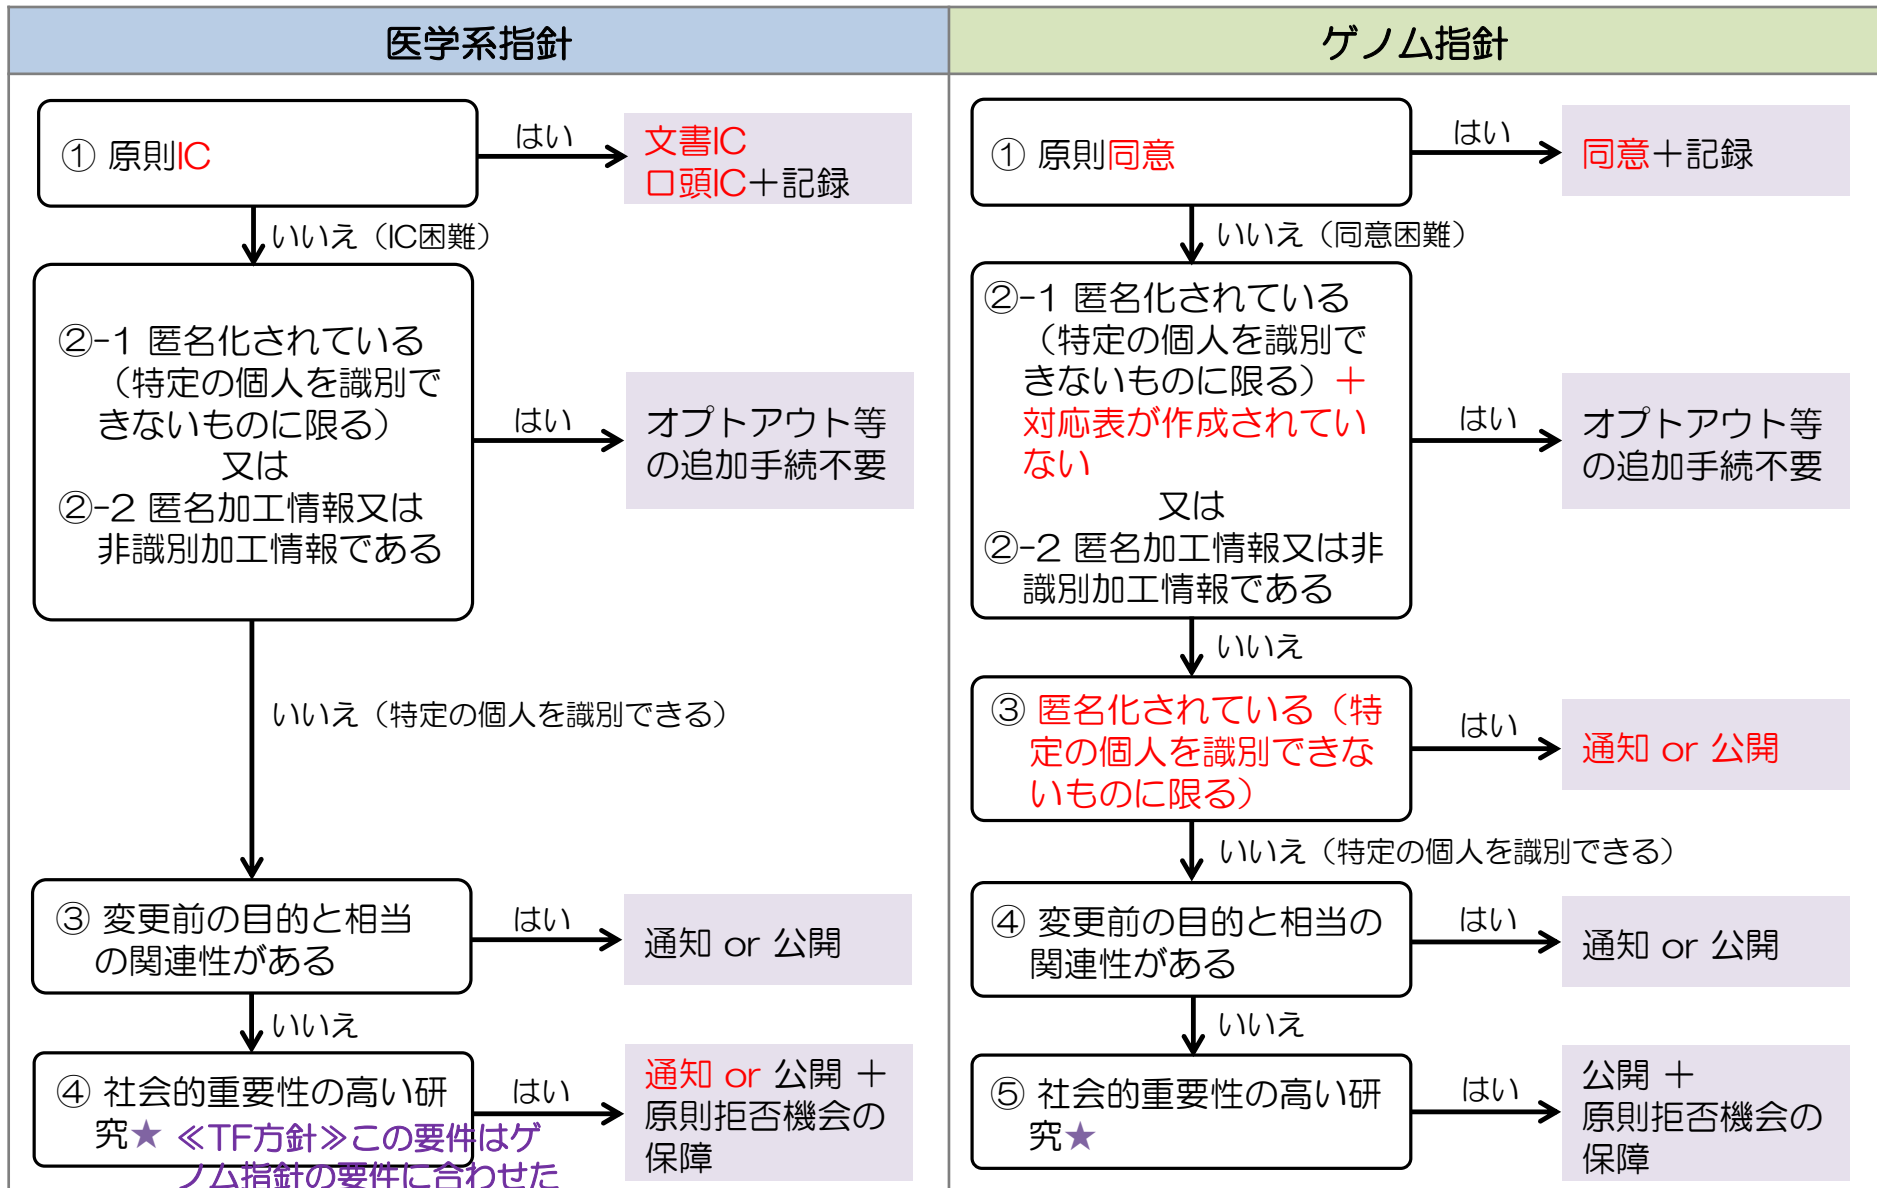 医学系指針
① 原則IC
はい
文書IC
口頭IC＋記録
いいえ（IC困難）
②-1 匿名化されている
（特定の個人を識別で
きないものに限る）
又は
②-2 匿名加工情報又は
非識別加工情報である
はい
オプトアウト等
の追加手続不要
いいえ（特定の個人を識別できる）
③ 変更前の目的と相当
の関連性がある
はい
通知 or 公開
いいえ
④ 社会的重要性の高い研
究★
≪TF方針≫この要件はゲ
ノム指針の要件に合わせた
はい
通知 or 公開 ＋
原則拒否機会の
保障
ゲノム指針
① 原則同意
はい
同意＋記録
いいえ（同意困難）
②-1 匿名化されている
（特定の個人を識別で
きないものに限る）＋
対応表が作成されてい
ない
又は
②-2 匿名加工情報又は非
識別加工情報である
はい
オプトアウト等
の追加手続不要
いいえ
③ 匿名化されている（特
定の個人を識別できな
いものに限る）
はい
通知 or 公開
いいえ（特定の個人を識別できる）
④ 変更前の目的と相当の
関連性がある
はい
通知 or 公開
いいえ
⑤ 社会的重要性の高い研
究★
はい
公開 ＋
原則拒否機会の
保障